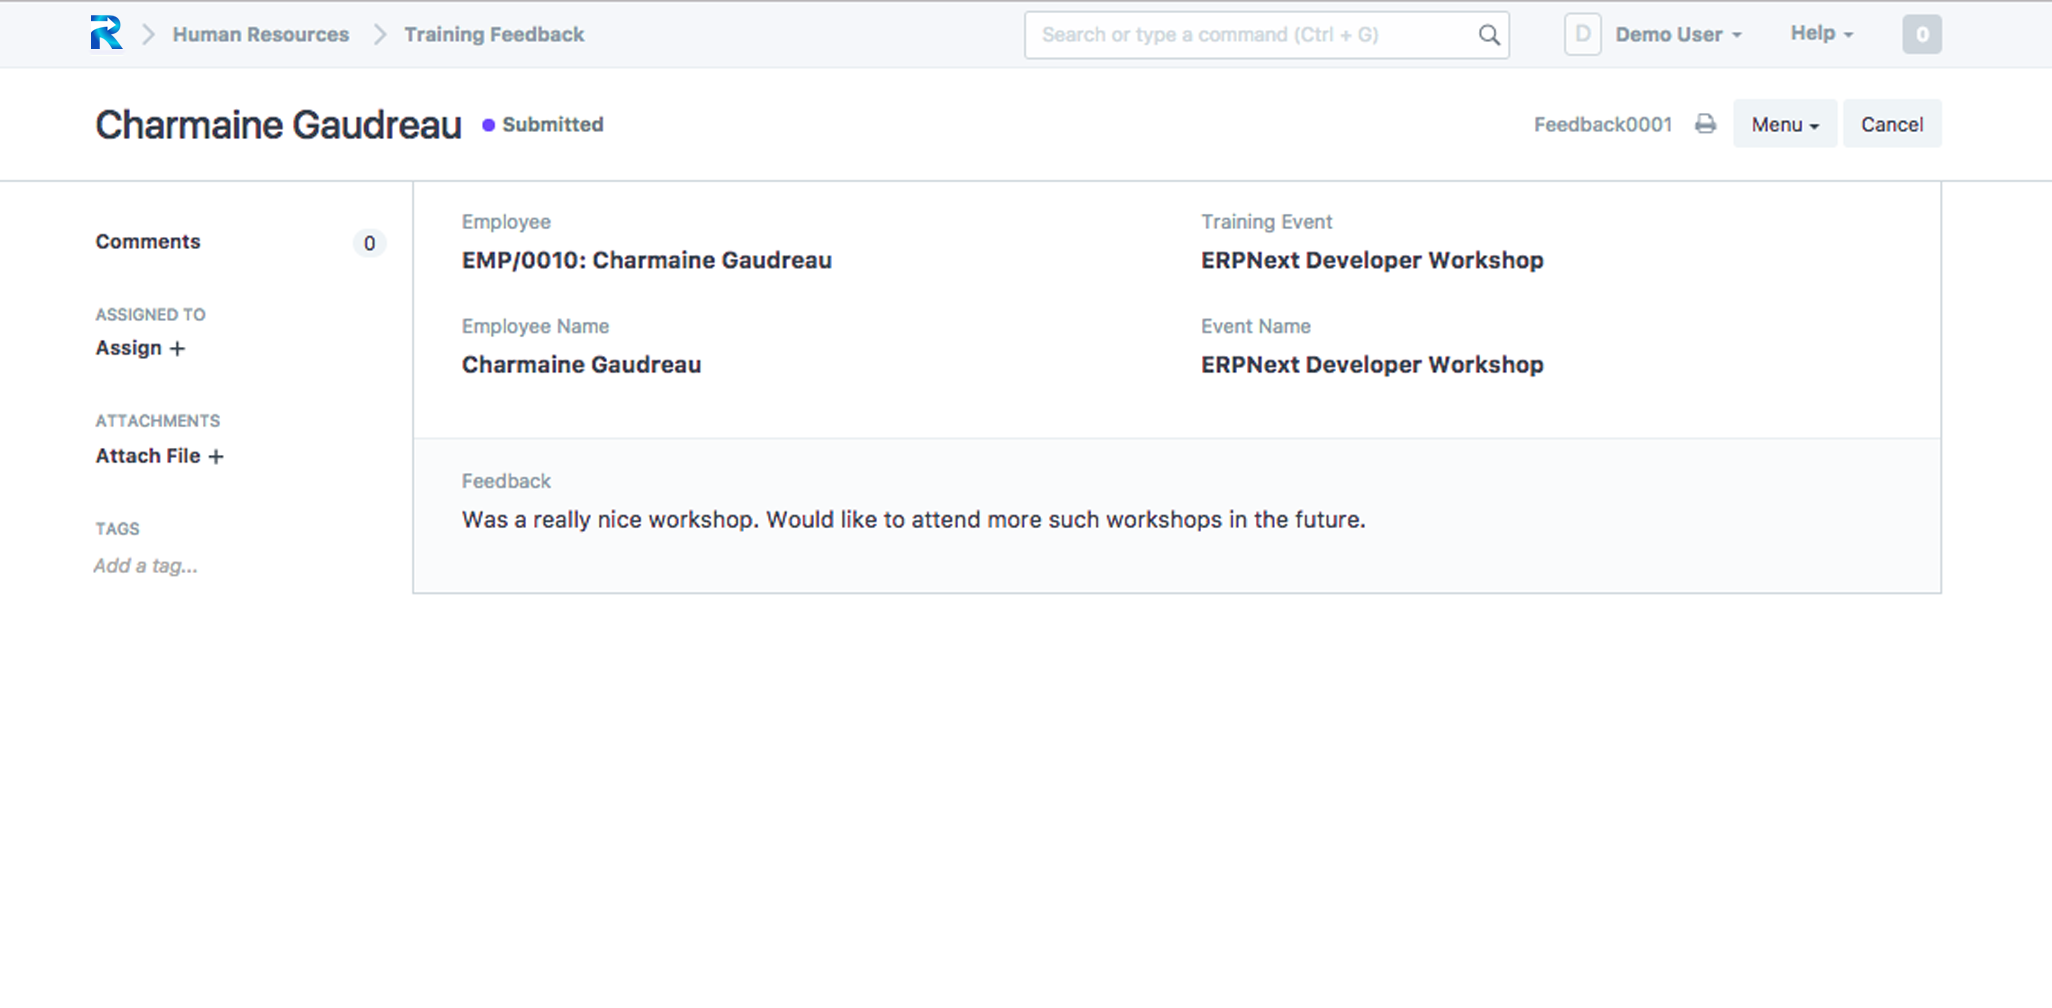 R Human Resources Training Feedback Search or type a command (Ctrl + G) D Demo User Help 0
Charmaine Gaudreau Submitted Feedback0001 Menu Cancel
Comments 0
ASSIGNED TO
Assign +
ATTACHMENTS
Attach File +
TAGS
Add a tag...
Employee
EMP/0010: Charmaine Gaudreau
Employee Name
Charmaine Gaudreau
Training Event
ERPNext Developer Workshop
Event Name
ERPNext Developer Workshop
Feedback
Was a really nice workshop. Would like to attend more such workshops in the future.